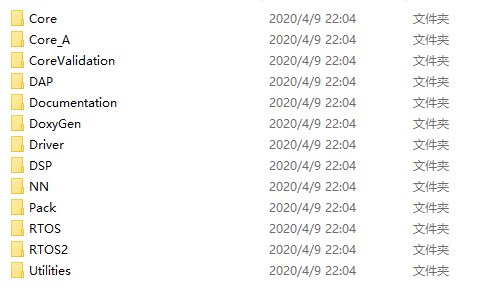 Core 2020/4/9 22:04 文件夹
Core_A 2020/4/9 22:04 文件夹
CoreValidation 2020/4/9 22:04 文件夹
DAP 2020/4/9 22:04 文件夹
Documentation 2020/4/9 22:04 文件夹
DoxyGen 2020/4/9 22:04 文件夹
Driver 2020/4/9 22:04 文件夹
DSP 2020/4/9 22:04 文件夹
NN 2020/4/9 22:04 文件夹
Pack 2020/4/9 22:04 文件夹
RTOS 2020/4/9 22:04 文件夹
RTOS2 2020/4/9 22:04 文件夹
Utilities 2020/4/9 22:04 文件夹